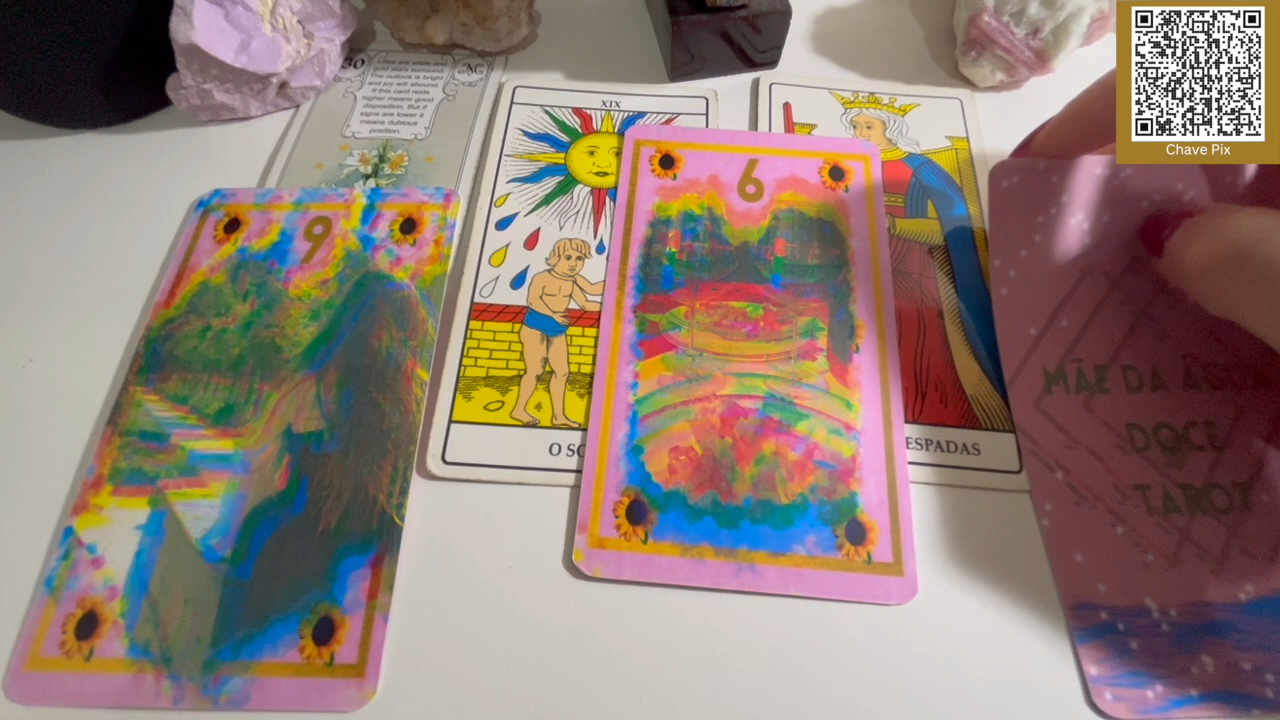 30
Lilies are white and
gold stars surround.
The outlook is bright
and joy will abound.
If this card rests
higher means good
disposition. But if
signs are lower it
means dubious
position.
XIX
O SO
ESPADAS
9
6
MÃE DA
DOCE
TAROT
Chave Pix